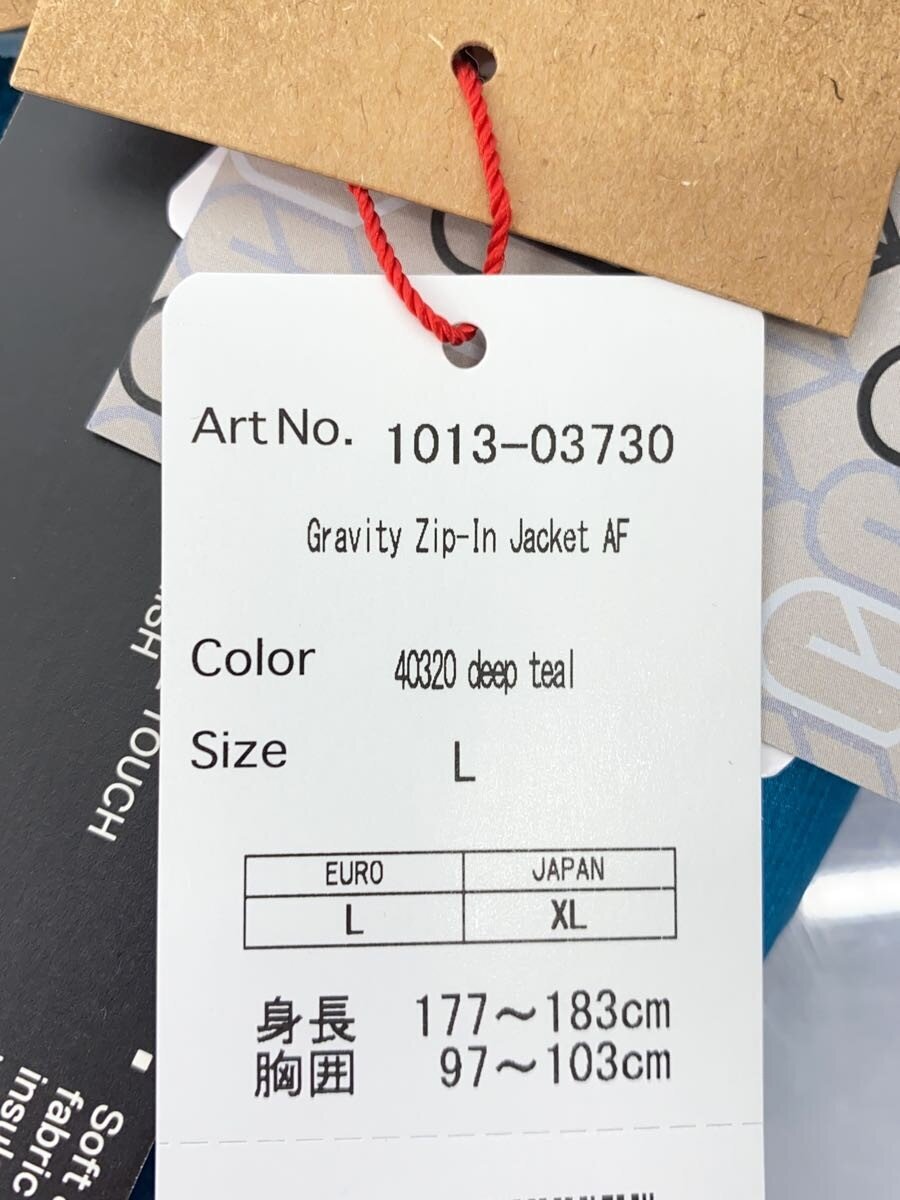 Art No. 1013-03730
Gravity Zip-In Jacket AF
Color 40320 deep teal
Size L
EURO JAPAN
L XL
身長 177～183cm
胸囲 97～103cm
TOUCH
Soft
fabric